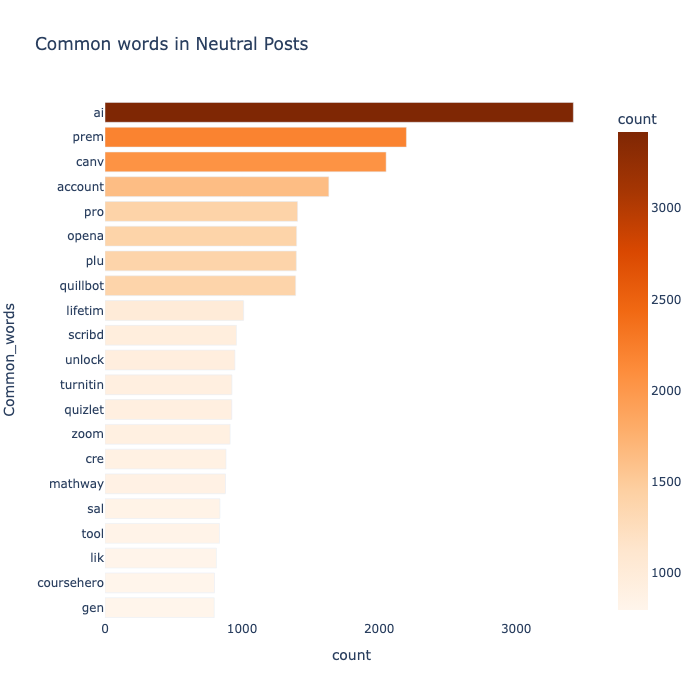 Common words in Neutral Posts
ai
prem
canv
account
pro
opena
plu
quillbot
lifetim
scribd
unlock
turnitin
quizlet
zoom
cre
mathway
sal
tool
lik
coursehero
gen
Common_words
0 1000 2000 3000
count
count
3000
2500
2000
1500
1000